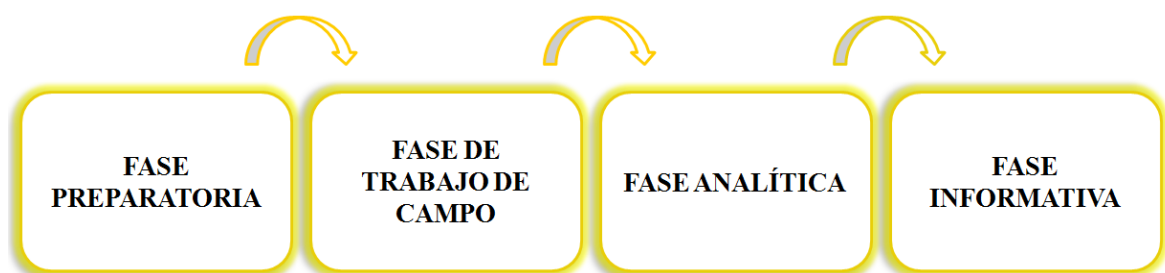 FASE
PREPARATORIA
FASE DE
TRABAJO DE
CAMPO
FASE ANALÍTICA
FASE
INFORMATIVA